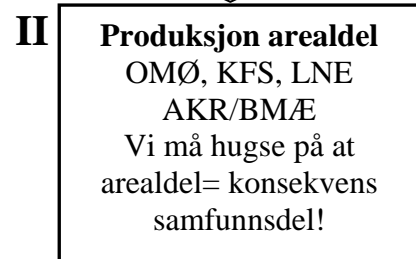 II
Produksjon arealdel
OMØ, KFS, LNE
AKR/BMÆ
Vi må hugse på at
arealdel= konsekvens
samfunnsdel!